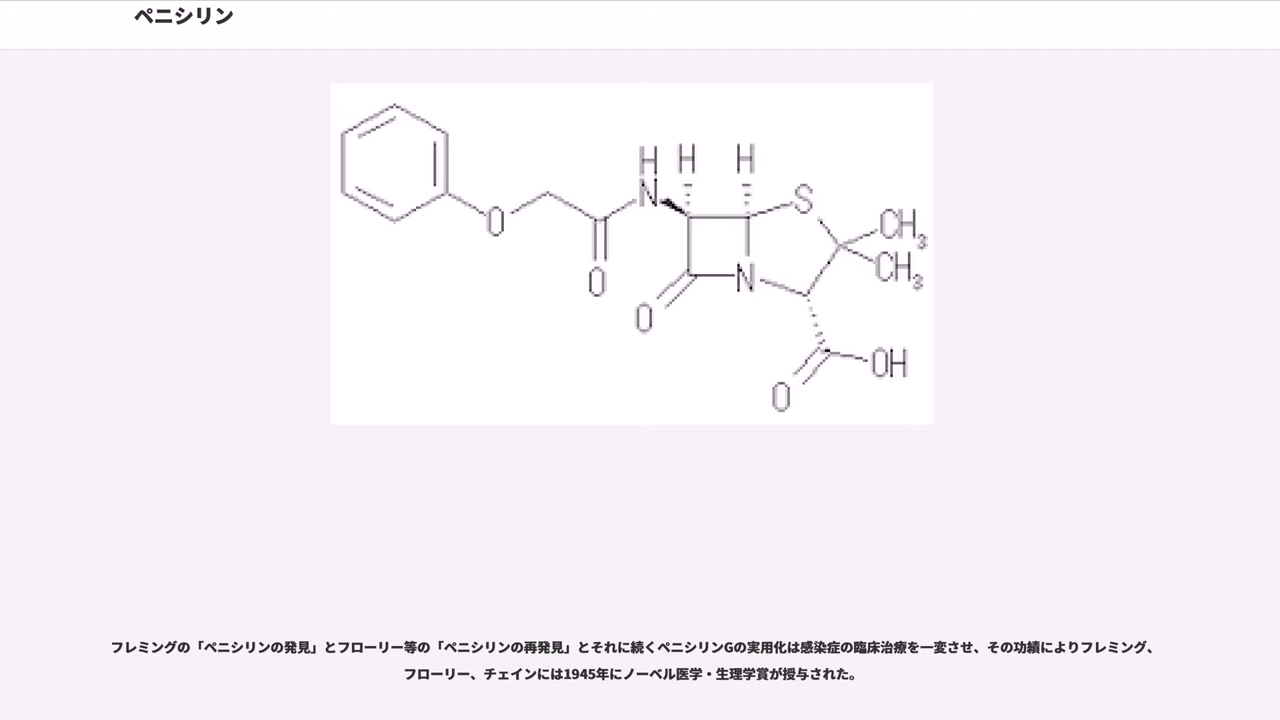 ペニシリン
H H H
N S CH3
O CH3
O N
O
OH
O
フレミングの「ペニシリンの発見」とフローリー等の「ペニシリンの再発見」とそれに続くペニシリンGの実用化は感染症の臨床治療を一変させ、その功績によりフレミング、
フローリー、チェインには1945年にノーベル医学・生理学賞が授与された。